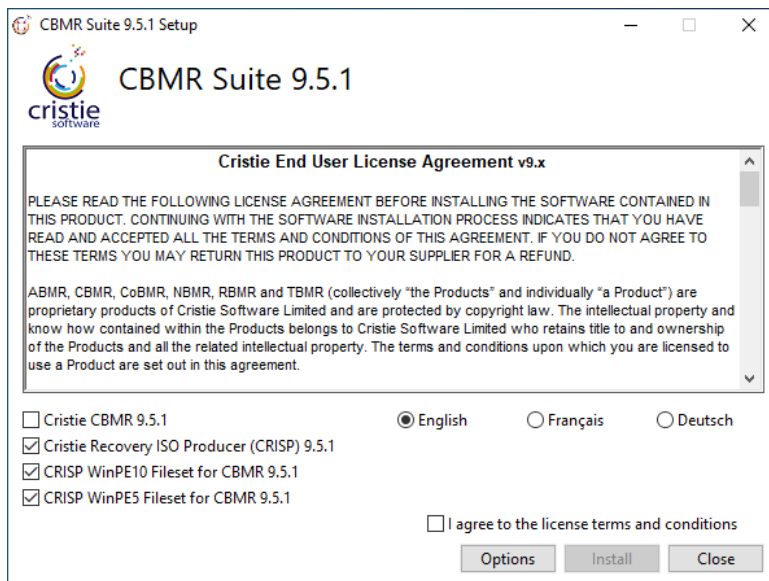 CBMR Suite 9.5.1 Setup
cristie
software
CBMR Suite 9.5.1
Cristie End User License Agreement v9.x
PLEASE READ THE FOLLOWING LICENSE AGREEMENT BEFORE INSTALLING THE SOFTWARE CONTAINED IN
THIS PRODUCT. CONTINUING WITH THE SOFTWARE INSTALLATION PROCESS INDICATES THAT YOU HAVE
READ AND ACCEPTED ALL THE TERMS AND CONDITIONS OF THIS AGREEMENT. IF YOU DO NOT AGREE TO
THESE TERMS YOU MAY RETURN THIS PRODUCT TO YOUR SUPPLIER FOR A REFUND.
ABMR, CBMR, CoBMR, NBMR, RBMR and TBMR (collectively “the Products” and individually “a Product”) are
proprietary products of Cristie Software Limited and are protected by copyright law. The intellectual property and
know how contained within the Products belongs to Cristie Software Limited who retains title to and ownership
of the Products and all the related intellectual property. The terms and conditions upon which you are licensed to
use a Product are set out in this agreement.
Cristie CBMR 9.5.1 English Français Deutsch
Cristie Recovery ISO Producer (CRISP) 9.5.1
CRISP WinPE10 Fileset for CBMR 9.5.1
CRISP WinPE5 Fileset for CBMR 9.5.1
I agree to the license terms and conditions
Options Install Close